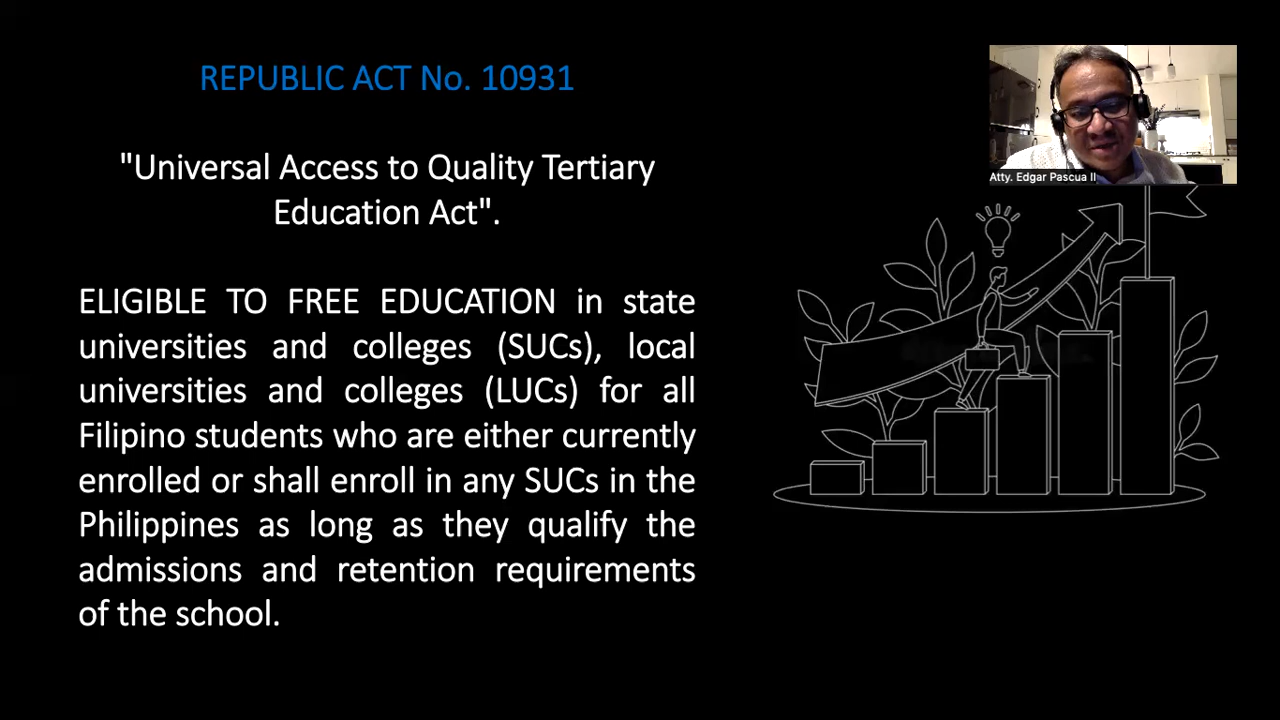 REPUBLIC ACT No. 10931
"Universal Access to Quality Tertiary
Education Act".
ELIGIBLE TO FREE EDUCATION in state
universities and colleges (SUCs), local
universities and colleges (LUCs) for all
Filipino students who are either currently
enrolled or shall enroll in any SUCs in the
Philippines as long as they qualify the
admissions and retention requirements
of the school.
Atty. Edgar Pascua II